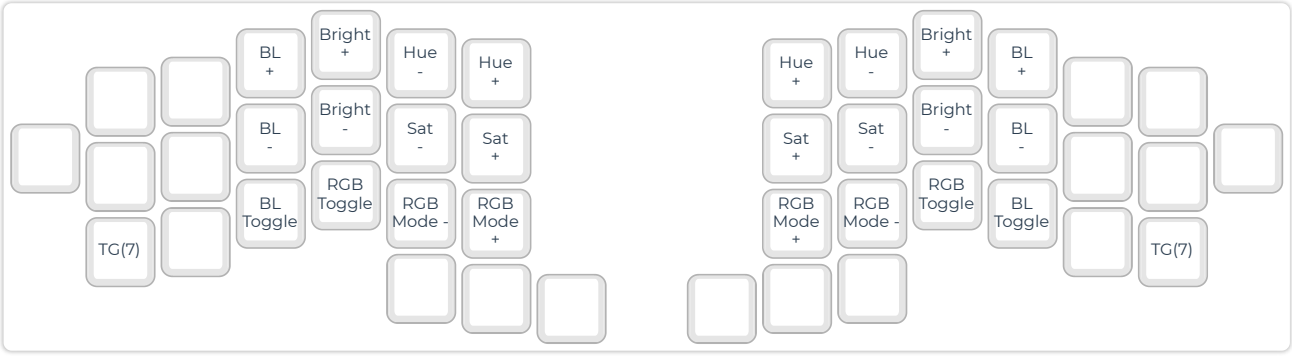 BL
+
Bright
+
Hue
-
Hue
+
BL
-
Bright
-
Sat
-
Sat
+
TG(7)
BL
Toggle
RGB
Toggle
RGB
Mode -
RGB
Mode
+
Hue
+
Hue
-
Bright
+
BL
+
Sat
+
Sat
-
Bright
-
BL
-
RGB
Mode
+
RGB
Mode -
RGB
Toggle
BL
Toggle
TG(7)